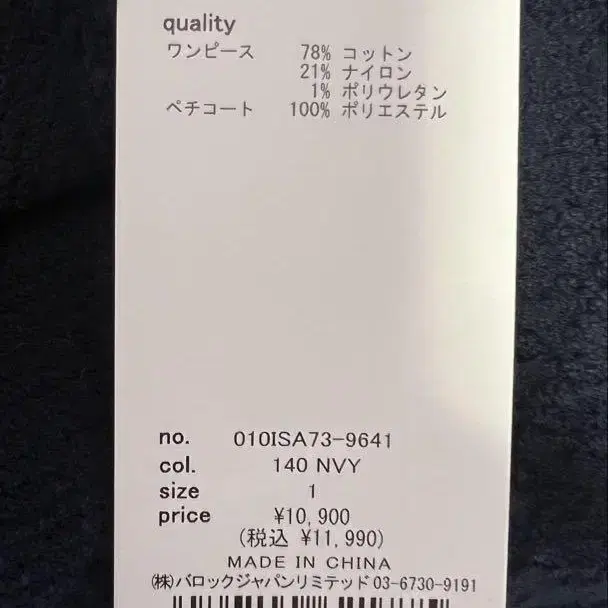 quality
ワンピース 78% コットン
21% ナイロン
1% ポリウレタン
ペチコート 100% ポリエステル
no. 010ISA73-9641
col. 140 NVY
size 1
price ¥10,900
(税込 ¥11,990)
MADE IN CHINA
(株)バロックジャパンリミテッド 03-6730-9191